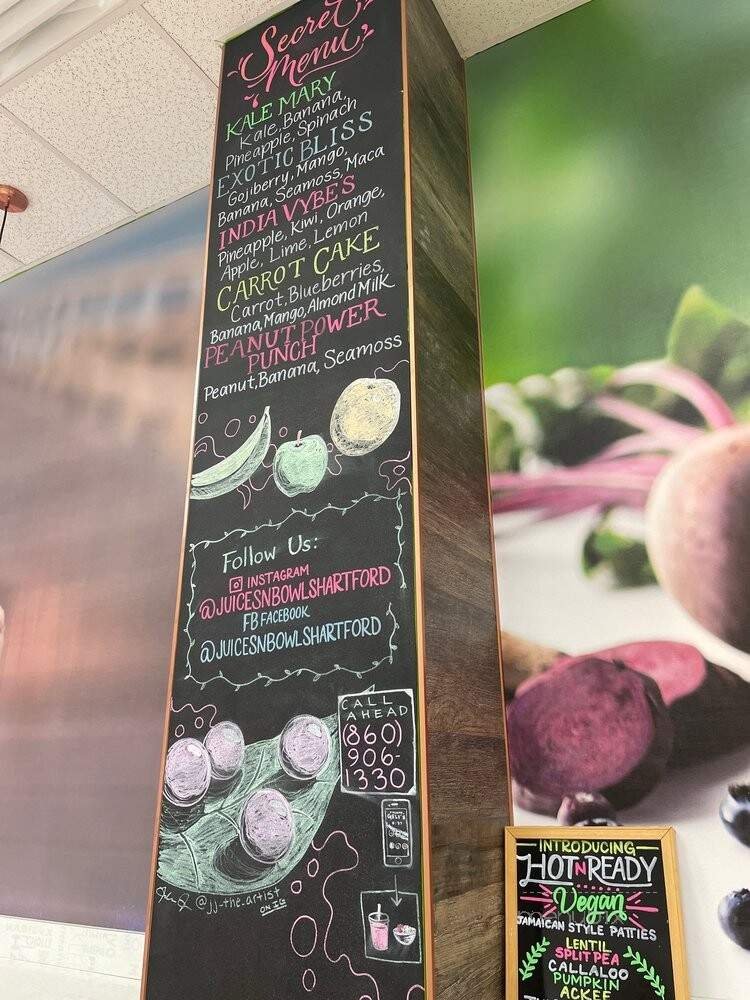 Secret
Menu
KALE MARY
Kale, Banana,
Pineapple, Spinach
EXOTIC BLISS
Gojiberry, Mango,
Banana, Seamoss, Maca
INDIA VYBE'S
Pineapple, Kiwi, Orange,
Apple, Lime, Lemon
CARROT CAKE
Carrot, Blueberries,
Banana, Mango, Almond Milk
PEANUT POWER
PUNCH
Peanut, Banana, Seamoss
Follow Us:
INSTAGRAM
@JUICESNBOWLSHARTFORD
FB FACEBOOK
@JUICESNBOWLSHARTFORD
CALL
AHEAD
(860)
906-
1330
@jj-the-artist
ON IG
INTRODUCING
HOT N READY
Vegan
JAMAICAN STYLE PATTIES
LENTIL
SPLIT PEA
CALLALOO
PUMPKIN
ACKEE